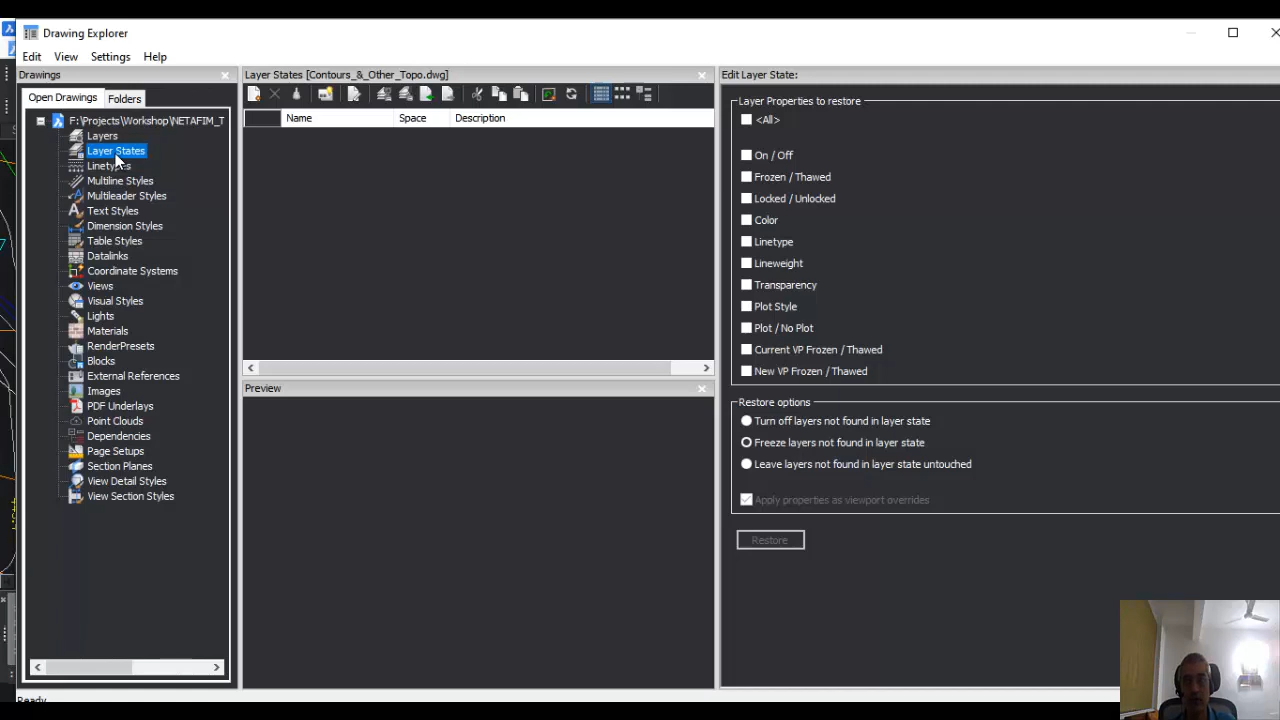 Drawing Explorer
Edit View Settings Help
Drawings
Open Drawings Folders
F:\Projects\Workshop\NETAFIM_T
Layers
Layer States
Linetypes
Multiline Styles
Multileader Styles
Text Styles
Dimension Styles
Table Styles
Datalinks
Coordinate Systems
Views
Visual Styles
Lights
Materials
RenderPresets
Blocks
External References
Images
PDF Underlays
Point Clouds
Dependencies
Page Setups
Section Planes
View Detail Styles
View Section Styles
Ready
Layer States [Contours_&_Other_Topo.dwg]
Name Space Description
Preview
Edit Layer State:
Layer Properties to restore
<All>
On / Off
Frozen / Thawed
Locked / Unlocked
Color
Linetype
Lineweight
Transparency
Plot Style
Plot / No Plot
Current VP Frozen / Thawed
New VP Frozen / Thawed
Restore options
Turn off layers not found in layer state
Freeze layers not found in layer state
Leave layers not found in layer state untouched
Apply properties as viewport overrides
Restore